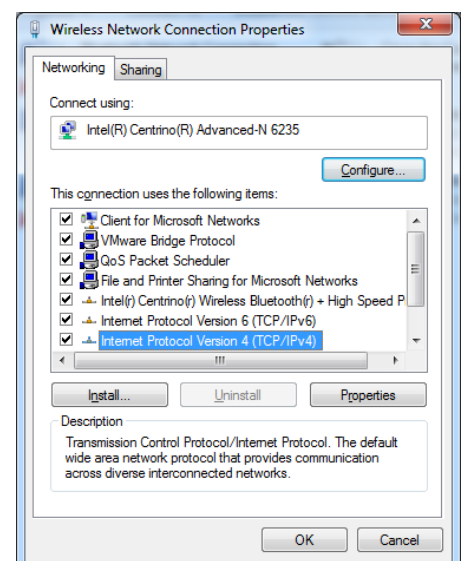 Wireless Network Connection Properties
Networking Sharing
Connect using:
Intel(R) Centrino(R) Advanced-N 6235
Configure...
This connection uses the following items:
Client for Microsoft Networks
VMware Bridge Protocol
QoS Packet Scheduler
File and Printer Sharing for Microsoft Networks
Intel(r) Centrino(r) Wireless Bluetooth(r) + High Speed P
Internet Protocol Version 6 (TCP/IPv6)
Internet Protocol Version 4 (TCP/IPv4)
Install... Uninstall Properties
Description
Transmission Control Protocol/Internet Protocol. The default
wide area network protocol that provides communication
across diverse interconnected networks.
OK Cancel